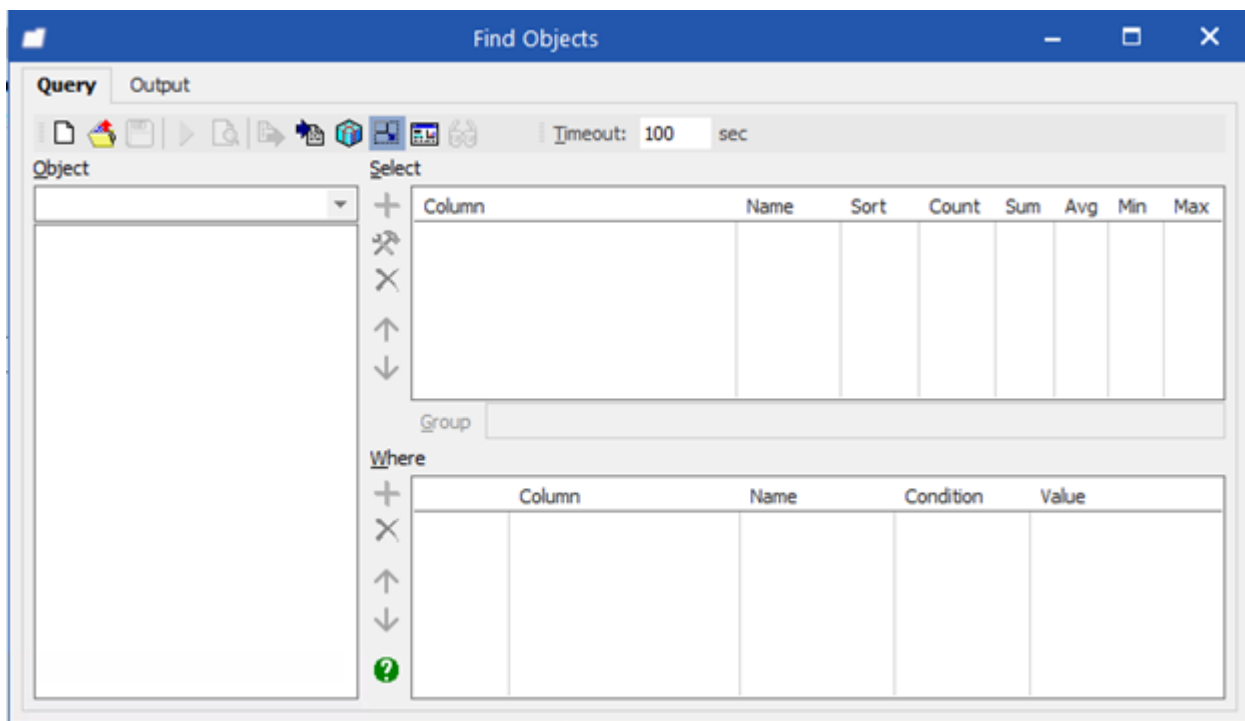 Find Objects
Query Output
Timeout: 100 sec
Object
Select
Column Name Sort Count Sum Avg Min Max
Group
Where
Column Name Condition Value
?